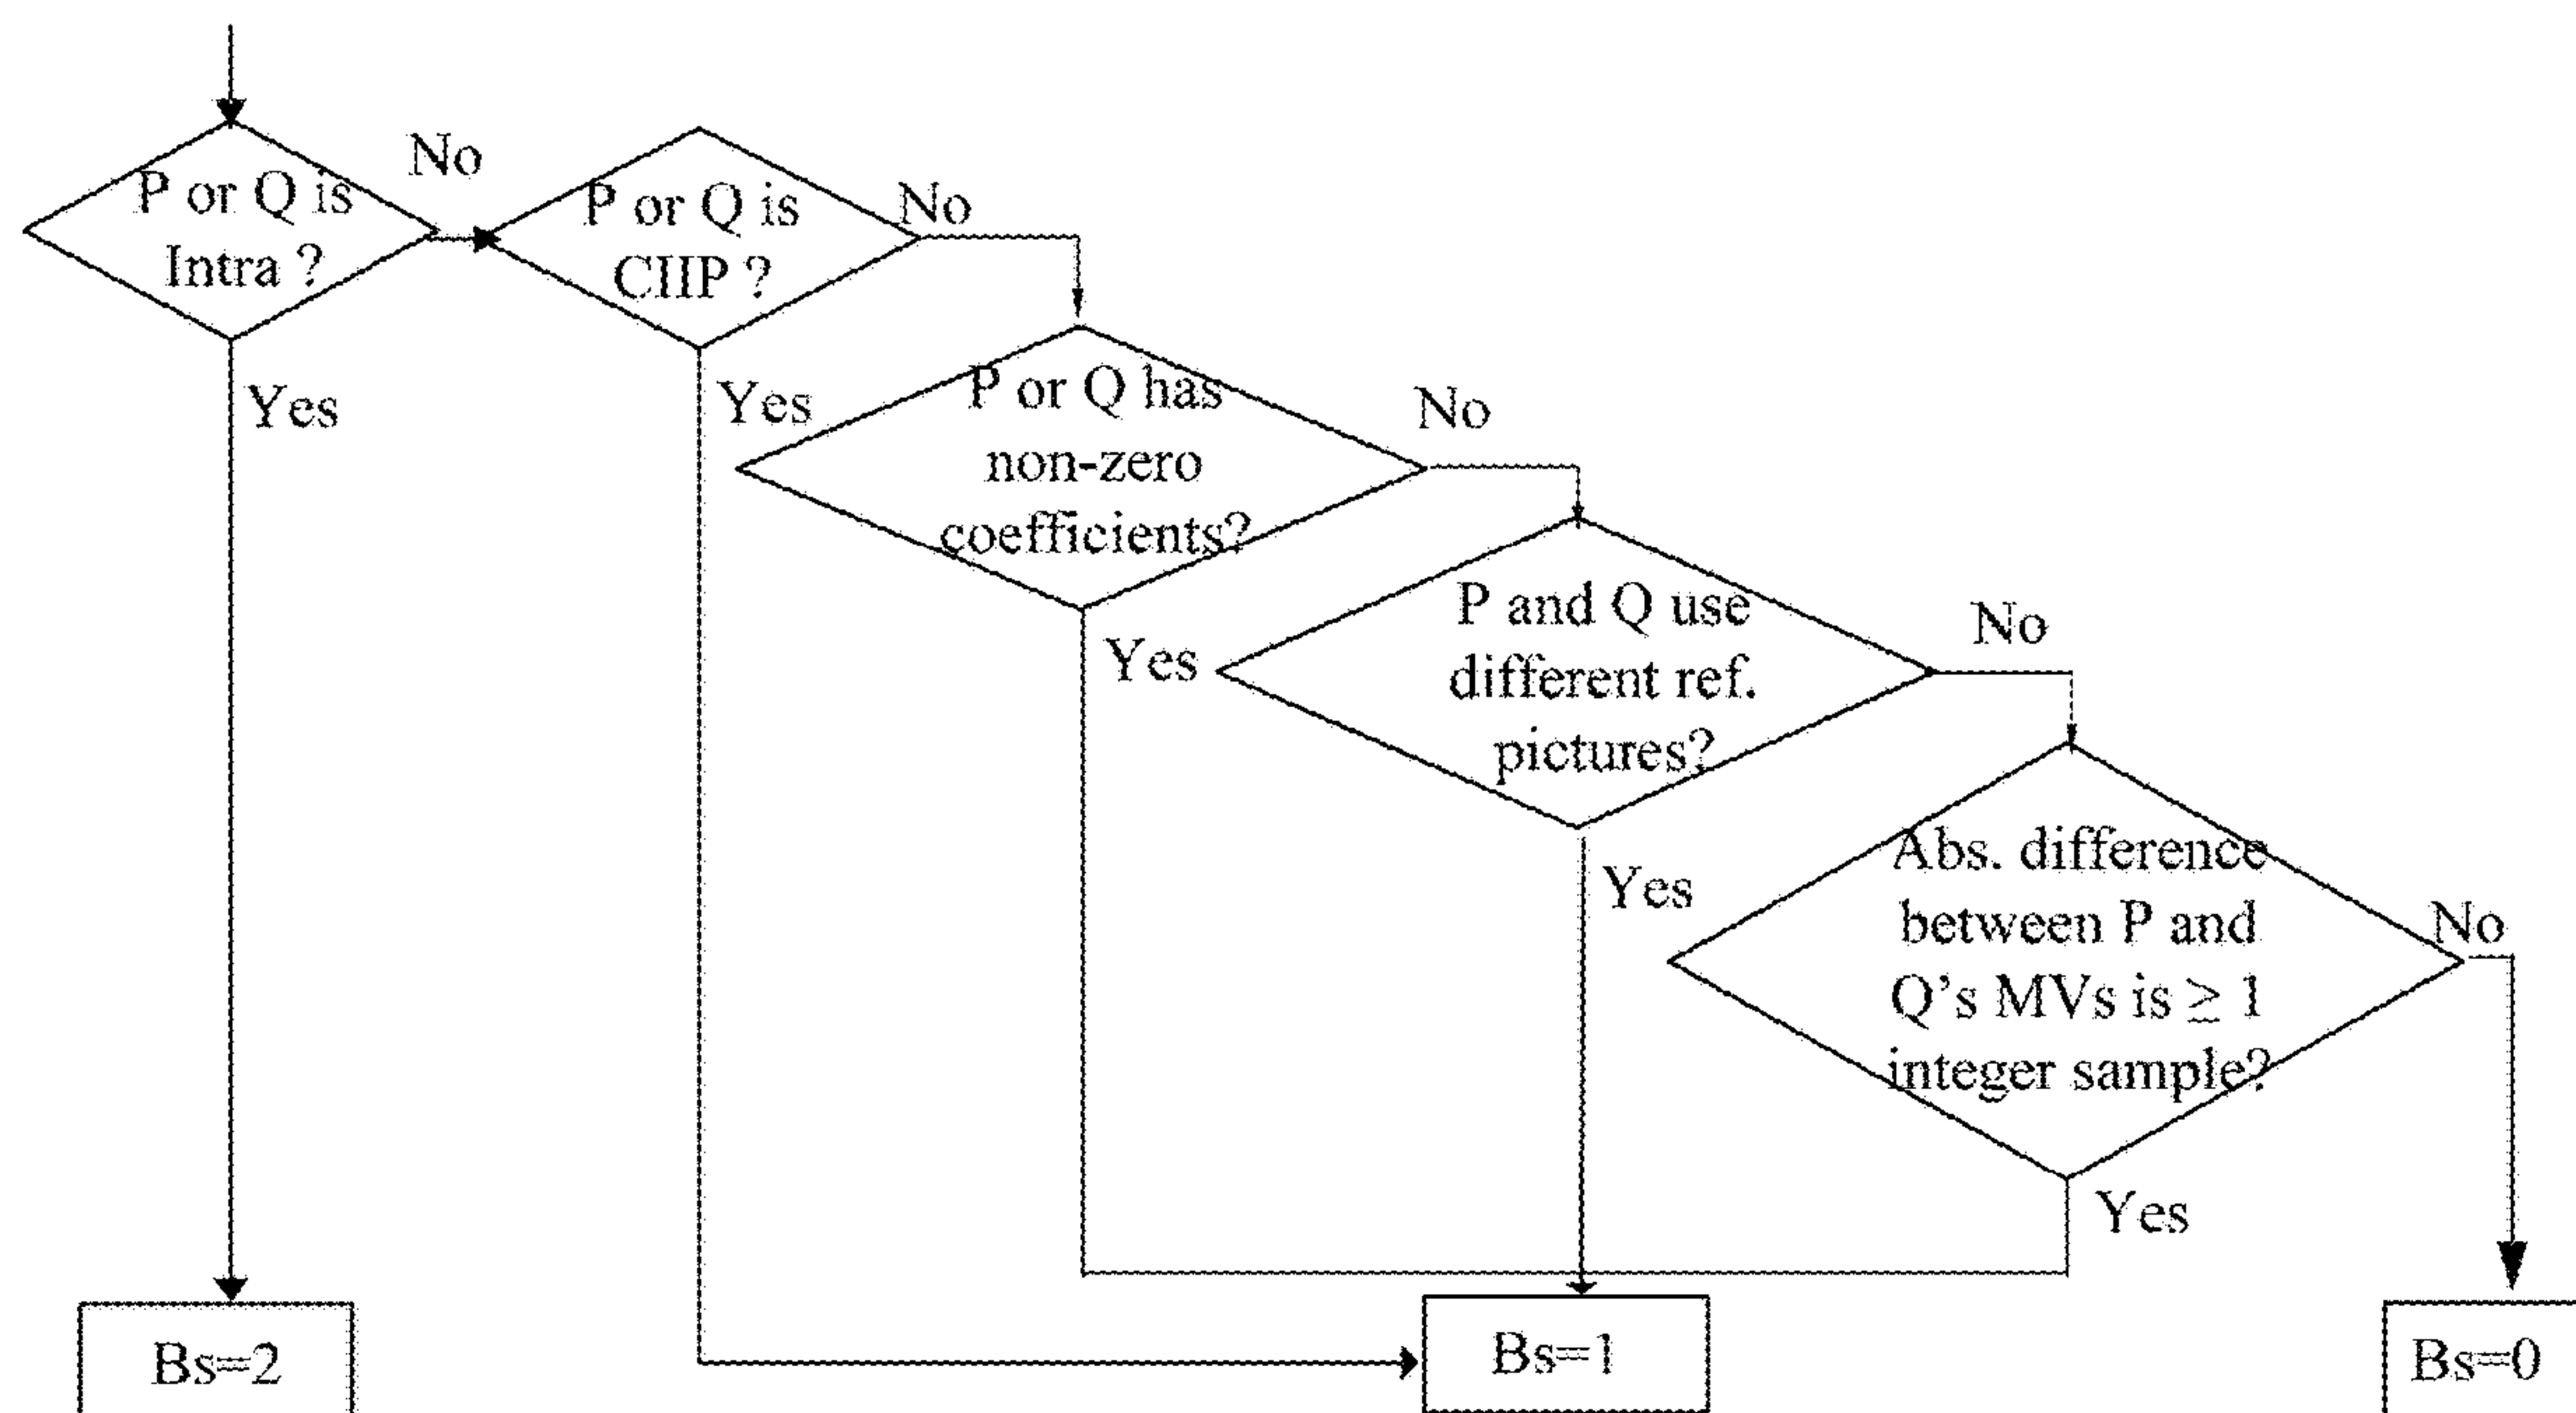 P or Q is
Intra ?
No
Yes
P or Q is
CIIP ?
No
Yes
P or Q has
non-zero
coefficients?
No
Yes
P and Q use
different ref.
pictures?
No
Yes
Abs. difference
between P and
Q's MVs is ≥ 1
integer sample?
No
Yes
Bs=2
Bs=1
Bs=0